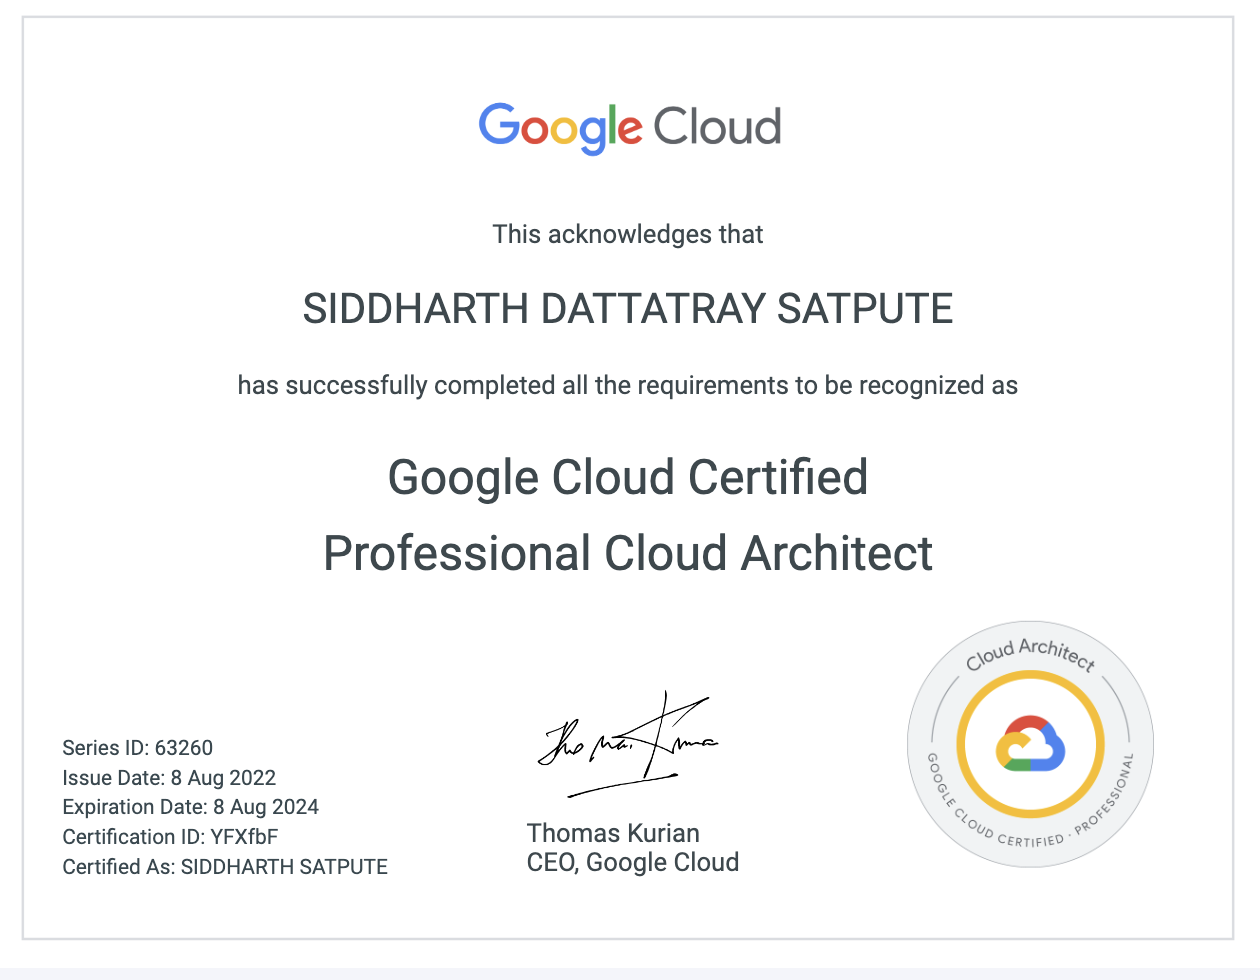 Google Cloud
This acknowledges that
SIDDHARTH DATTATRAY SATPUTE
has successfully completed all the requirements to be recognized as
Google Cloud Certified
Professional Cloud Architect
Series ID: 63260
Issue Date: 8 Aug 2022
Expiration Date: 8 Aug 2024
Certification ID: YFXfbF
Certified As: SIDDHARTH SATPUTE
Thomas Kurian
CEO, Google Cloud
Cloud Architect
GOOGLE CLOUD CERTIFIED · PROFESSIONAL